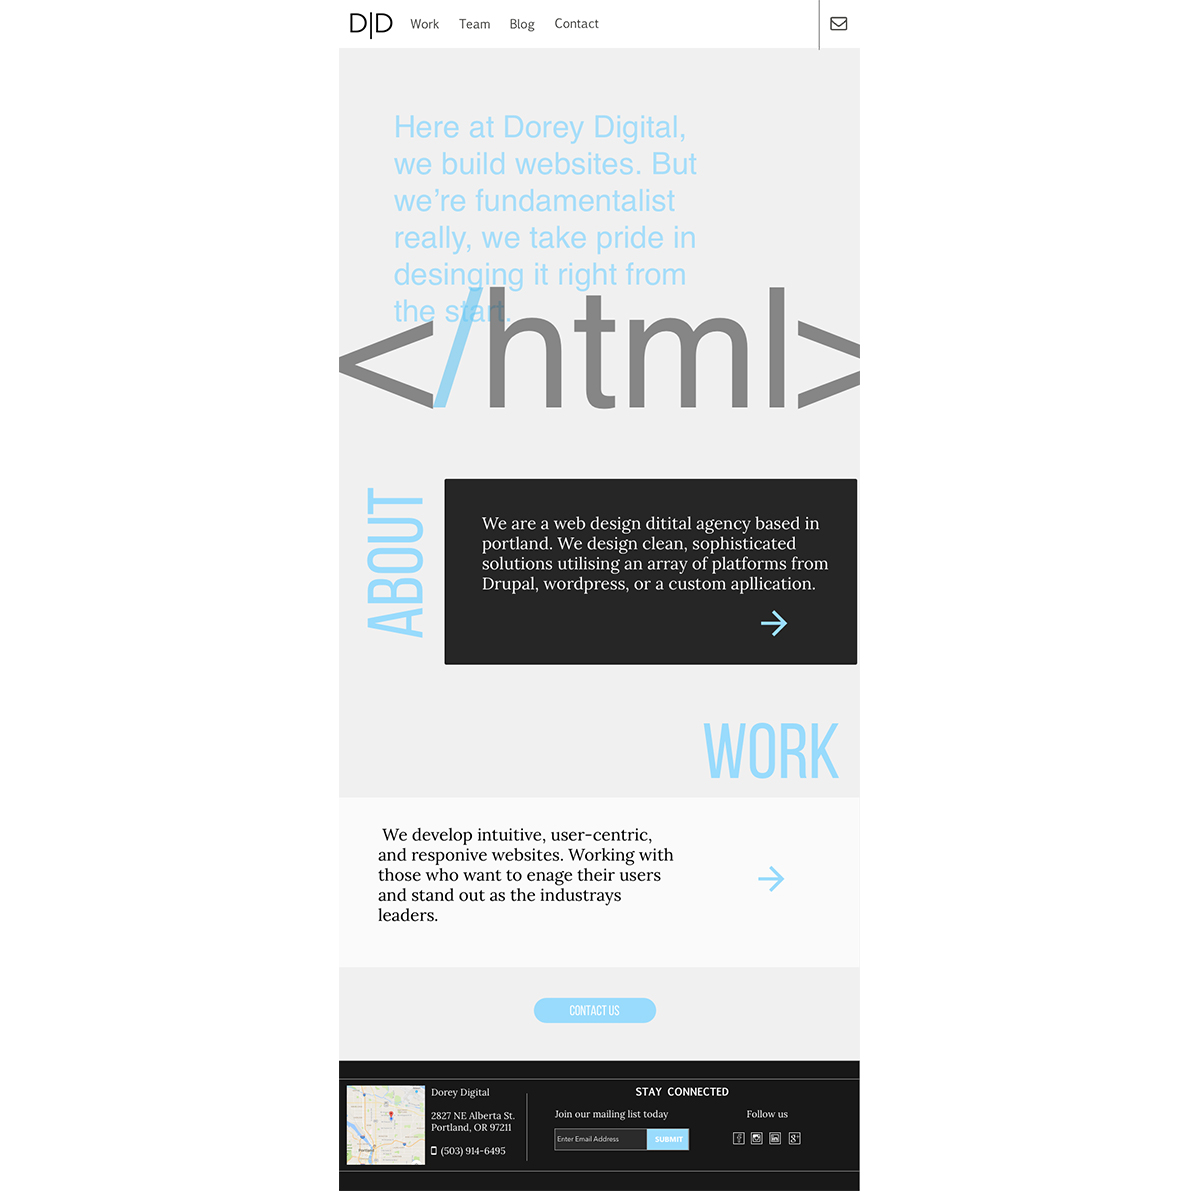 D|D Work Team Blog Contact
Here at Dorey Digital,
we build websites. But
we’re fundamentalist
really, we take pride in
desinging it right from
the start.
</html>
ABOUT
We are a web design ditital agency based in
portland. We design clean, sophisticated
solutions utilising an array of platforms from
Drupal, wordpress, or a custom apllication.
WORK
We develop intuitive, user-centric,
and responive websites. Working with
those who want to enage their users
and stand out as the industrays
leaders.
CONTACT US
Dorey Digital
2827 NE Alberta St.
Portland, OR 97211
(503) 914-6495
STAY CONNECTED
Join our mailing list today
Enter Email Address
SUBMIT
Follow us